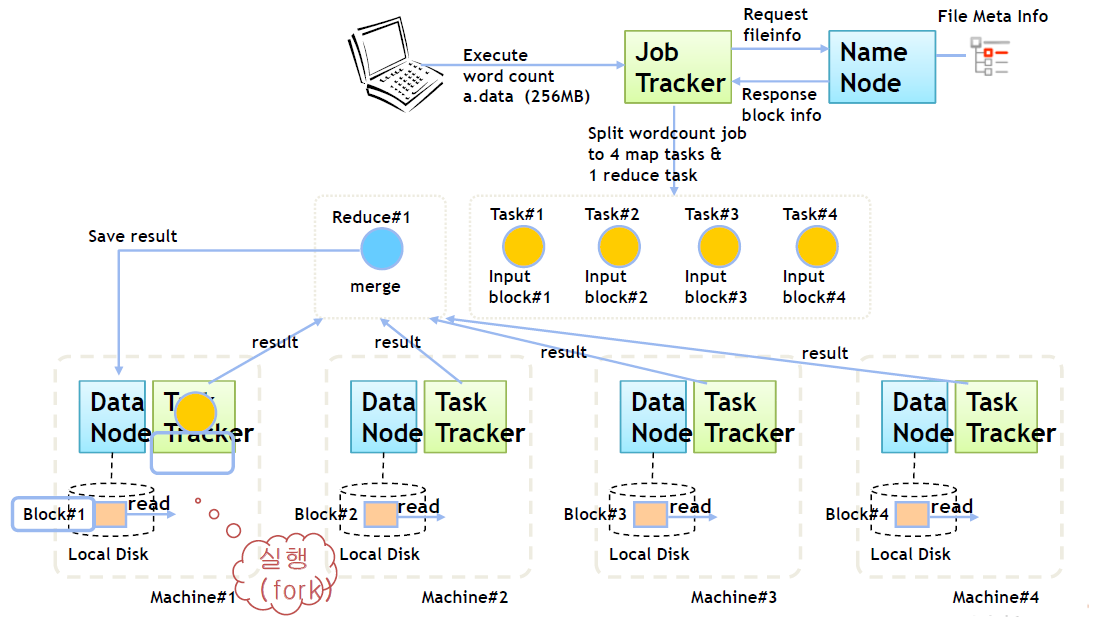 File Meta Info
Request
fileinfo
Execute
word count
a.data (256MB)
Job
Tracker
Name
Node
Response
block info
Split wordcount job
to 4 map tasks &
1 reduce task
Reduce#1
merge
Save result
Task#1
Task#2
Task#3
Task#4
Input
block#1
Input
block#2
Input
block#3
Input
block#4
result
result
result
result
Data
Node
Task
Tracker
Data
Node
Task
Tracker
Data
Node
Task
Tracker
Data
Node
Task
Tracker
Block#1
read
Local Disk
Block#2
read
Local Disk
Block#3
read
Local Disk
Block#4
read
Local Disk
실행
(fork)
Machine#1
Machine#2
Machine#3
Machine#4